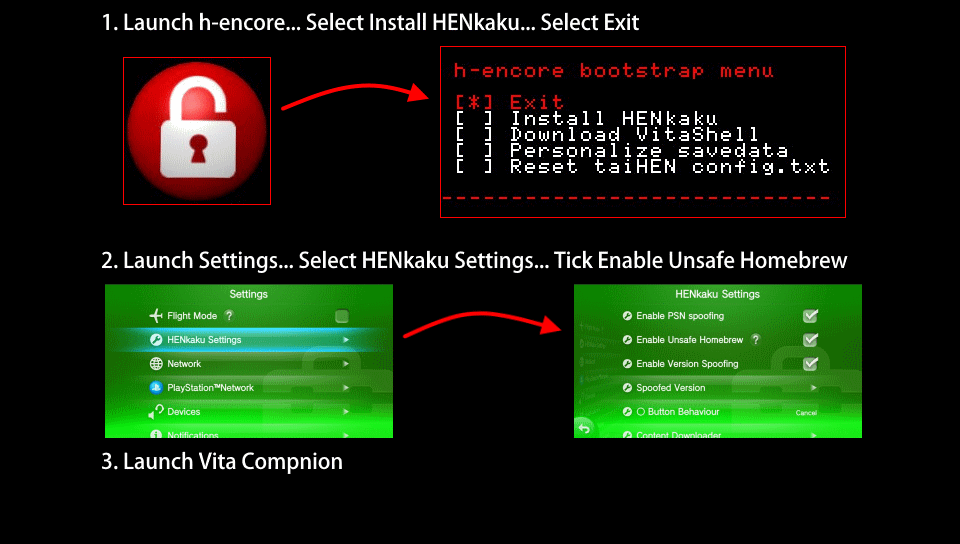 1. Launch h-encore... Select Install HENkaku... Select Exit
h-encore bootstrap menu
[*] Exit
[ ] Install HENkaku
[ ] Download VitaShell
[ ] Personalize savedata
[ ] Reset taiHEN config.txt
2. Launch Settings... Select HENkaku Settings... Tick Enable Unsafe Homebrew
Settings
Flight Mode ?
HENkaku Settings
Network
PlayStation™Network
Devices
Notifications
HENkaku Settings
Enable PSN spoofing
Enable Unsafe Homebrew ?
Enable Version Spoofing
Spoofed Version
○ Button Behaviour Cancel
Content Downloader
3. Launch Vita Compnion